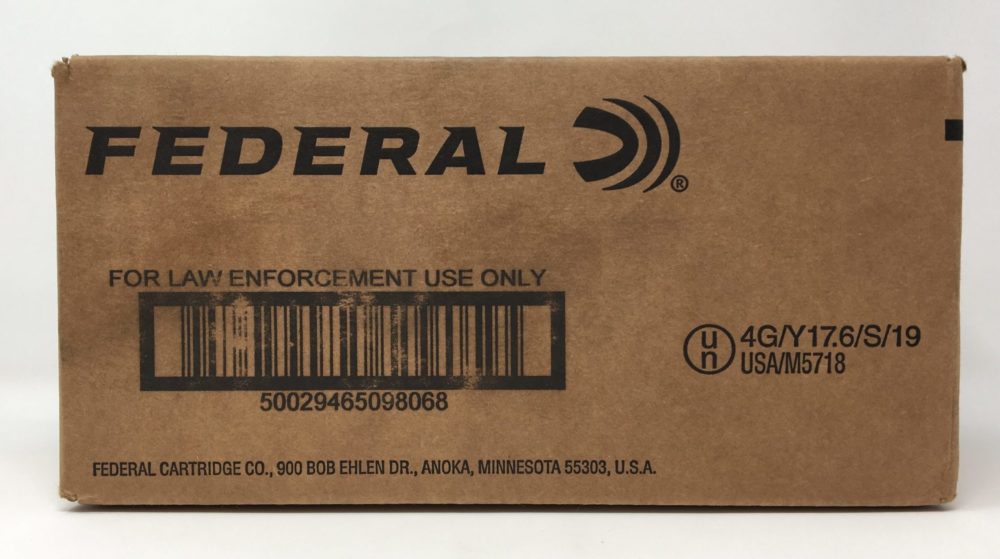 FEDERAL ®
FOR LAW ENFORCEMENT USE ONLY
50029465098068
un 4G/Y17.6/S/19
USA/M5718
FEDERAL CARTRIDGE CO., 900 BOB EHLEN DR., ANOKA, MINNESOTA 55303, U.S.A.